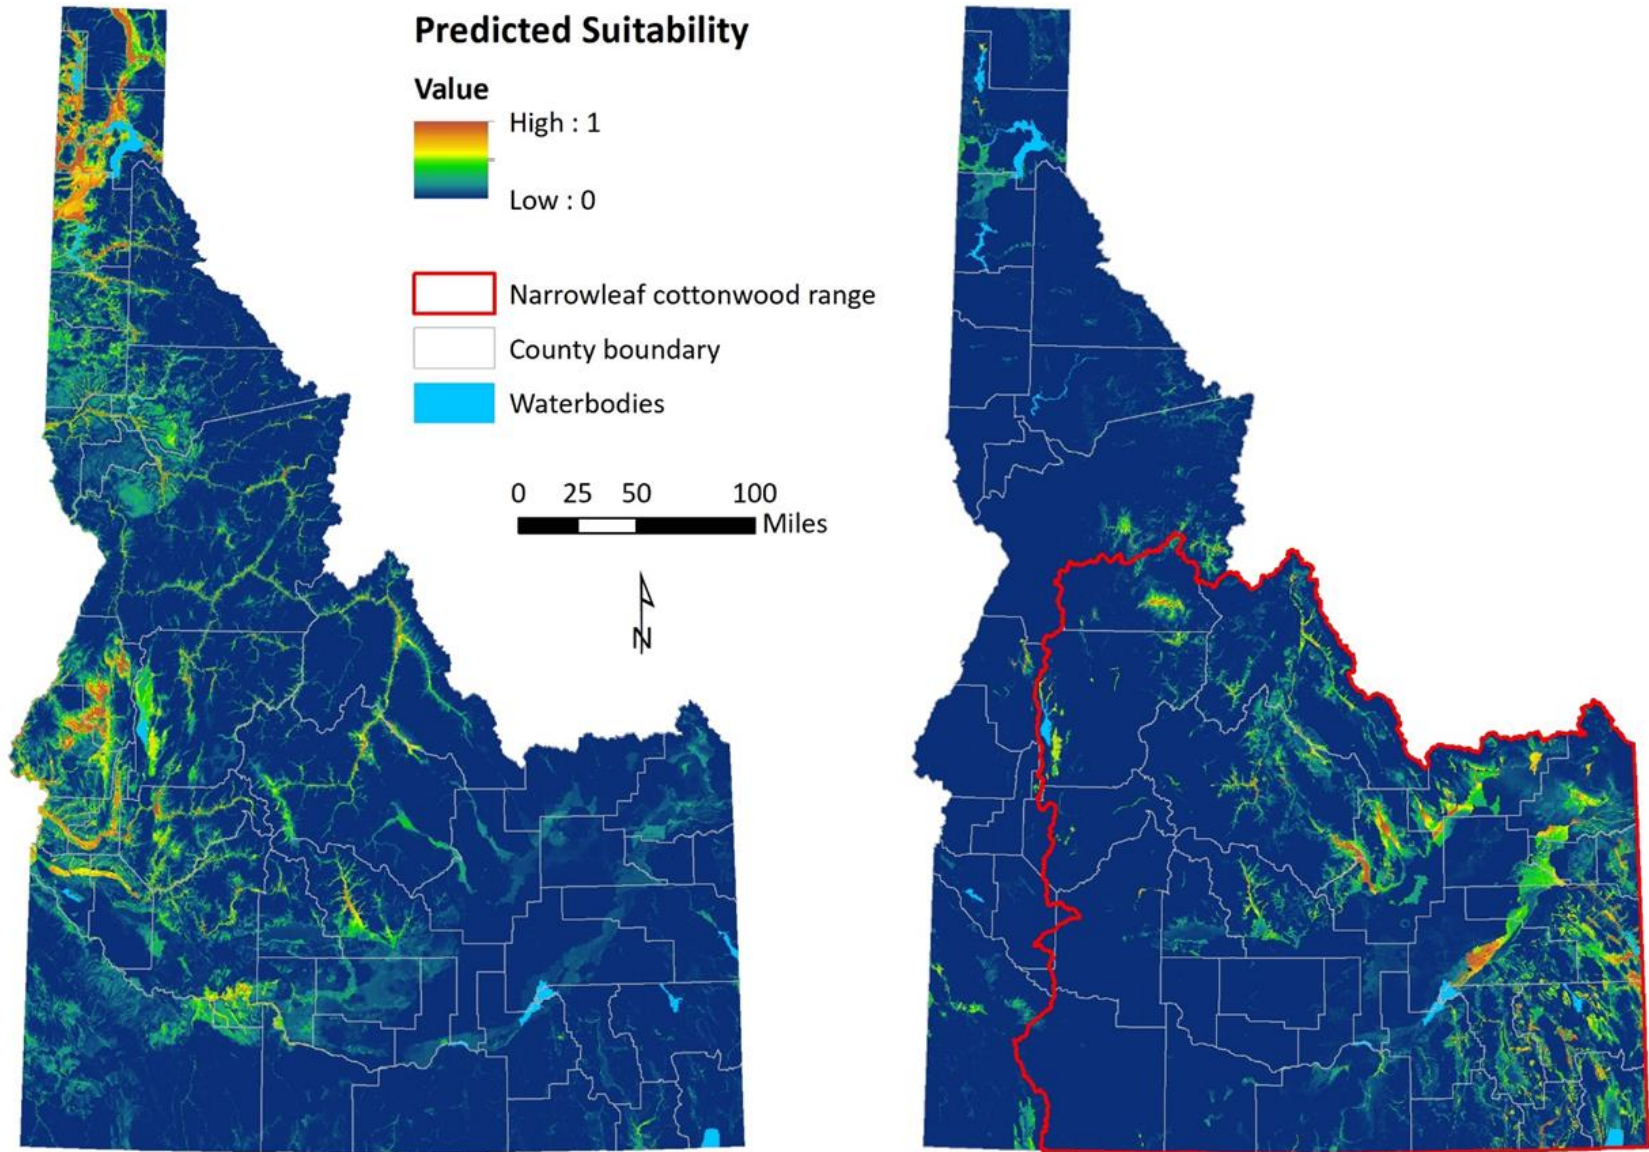 Predicted Suitability
Value
High : 1
Low : 0
Narrowleaf cottonwood range
County boundary
Waterbodies
0 25 50 100
Miles
N